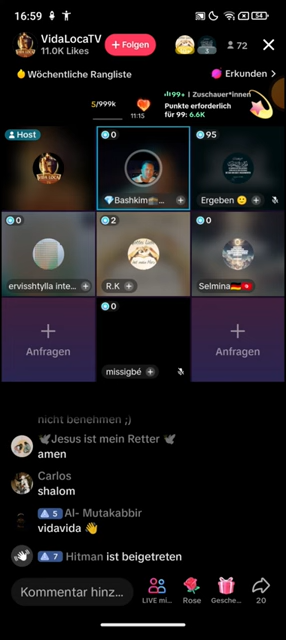 16:59
54
VidaLocaTV
11.0K Likes
+ Folgen
72
Wöchentliche Rangliste
Erkunden >
5/999k
11:15
99+ | Zuschauer*innen
Punkte erforderlich
für 99: 6.6K
Host
0
Bashkim
...
95
Ergeben
0
ervisshtylla inte...
2
R.K
0
Selmina
Anfragen
0
missigbé
Anfragen
nicht benehmen ;)
Jesus ist mein Retter
amen
Carlos
shalom
5 Al- Mutakabbir
vidavida
7 Hitman ist beigetreten
Kommentar hinz...
LIVE mi...
Rose
Gesche...
20